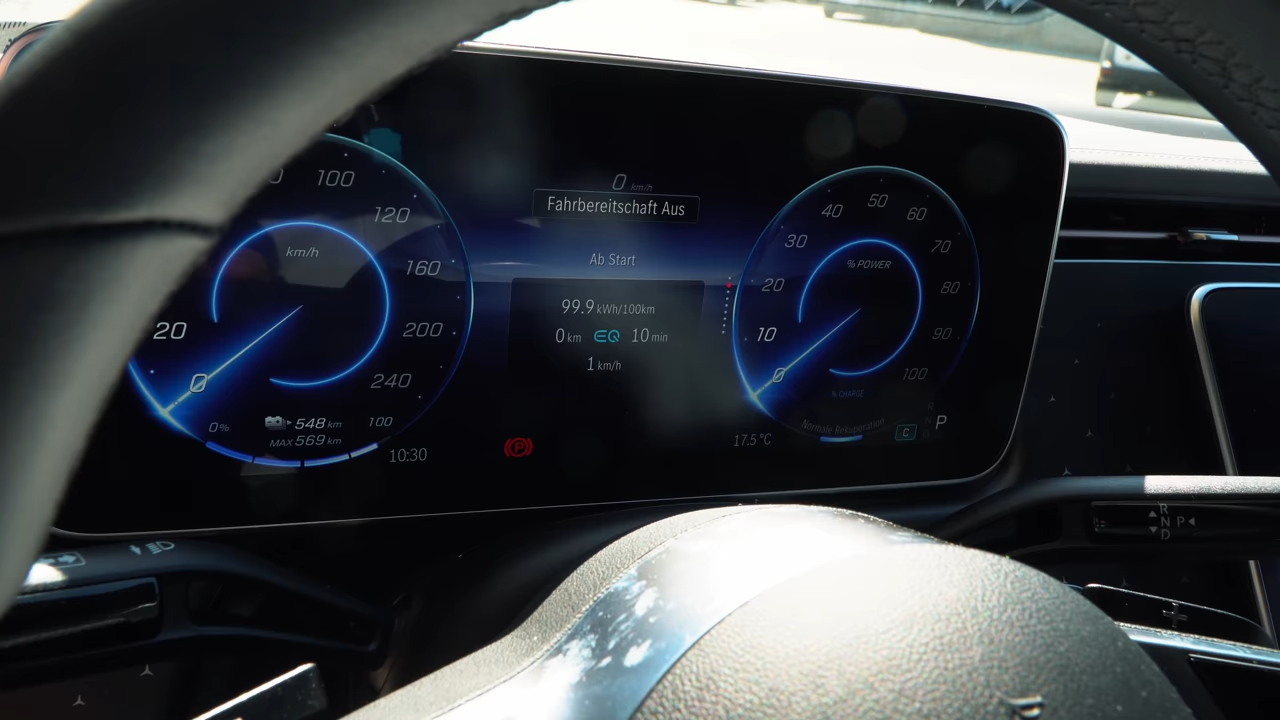 100
120
160
200
240
20
0
km/h
0%
548 km
100
MAX 569 km
10:30
0 km/h
Fahrbereitschaft Aus
Ab Start
99.9 kWh/100km
0 km EQ 10 min
1 km/h
P
50
40
60
30
70
20
80
10
90
0
100
% POWER
% CHARGE
Normale Rekuperation
17.5 °C
C
P
R
N P
D